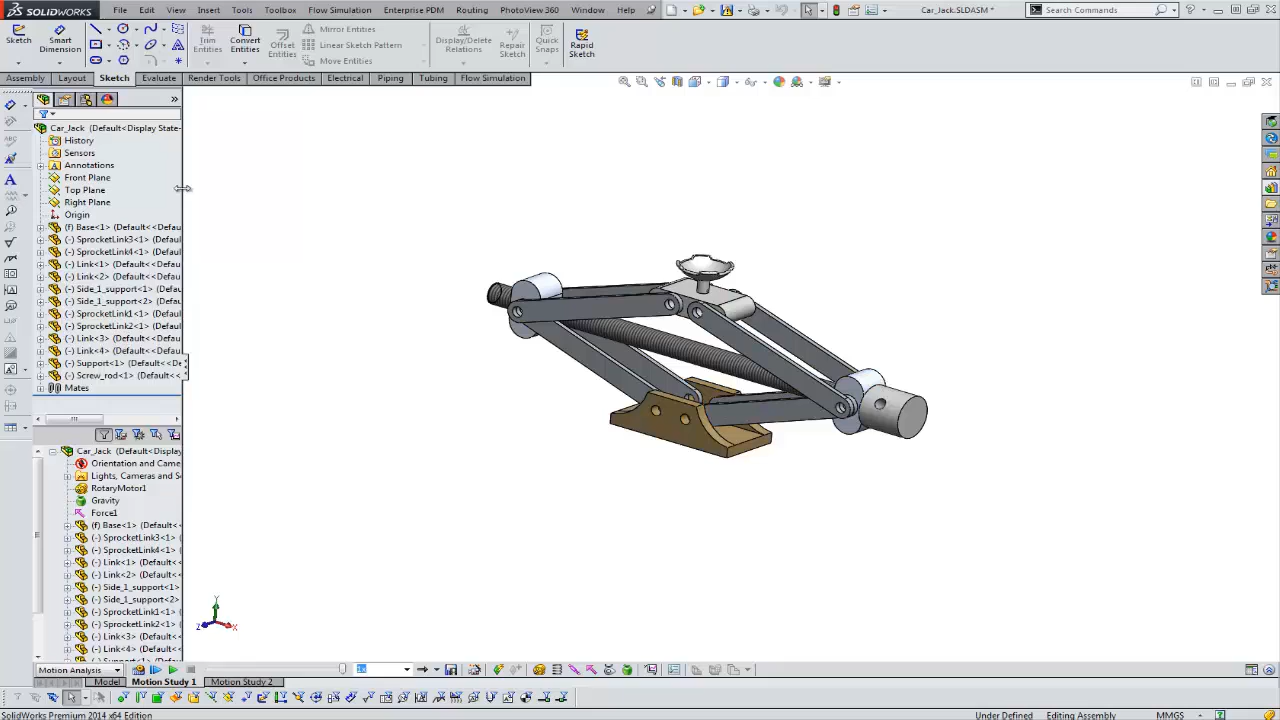 SOLIDWORKS File Edit View Insert Tools Toolbox Flow Simulation Enterprise PDM Routing PhotoView 360 Window Help Car_Jack.SLDASM * Search Commands
Sketch Smart Dimension Trim Entities Convert Entities Offset Entities Mirror Entities Linear Sketch Pattern Move Entities Display/Delete Relations Repair Sketch Quick Snaps Rapid Sketch
Assembly Layout Sketch Evaluate Render Tools Office Products Electrical Piping Tubing Flow Simulation
Car_Jack (Default<Display State-
History
Sensors
Annotations
Front Plane
Top Plane
Right Plane
Origin
(f) Base<1> (Default<<Defau
(-) SprocketLink3<1> (Default
(-) SprocketLink4<1> (Default
(-) Link<1> (Default<<Defaul
(-) Link<2> (Default<<Defaul
(-) Side_1_support<1> (Defau
(-) Side_1_support<2> (Defau
(-) SprocketLink1<1> (Default
(-) SprocketLink2<1> (Default
(-) Link<3> (Default<<Defaul
(-) Link<4> (Default<<Defaul
(-) Support<1> (Default<<De
(-) Screw_rod<1> (Default<<
Mates
Car_Jack (Default<Display
Orientation and Came
Lights, Cameras and S
RotaryMotor1
Gravity
Force1
(f) Base<1> (Default<<
(-) SprocketLink3<1> (
(-) SprocketLink4<1> (
(-) Link<1> (Default<
(-) Link<2> (Default<
(-) Side_1_support<1>
(-) Side_1_support<2>
(-) SprocketLink1<1> (
(-) SprocketLink2<1> (
(-) Link<3> (Default<
(-) Link<4> (Default<
Y
Z X
Motion Analysis
Model Motion Study 1 Motion Study 2
SolidWorks Premium 2014 x64 Edition Under Defined Editing Assembly MMGS